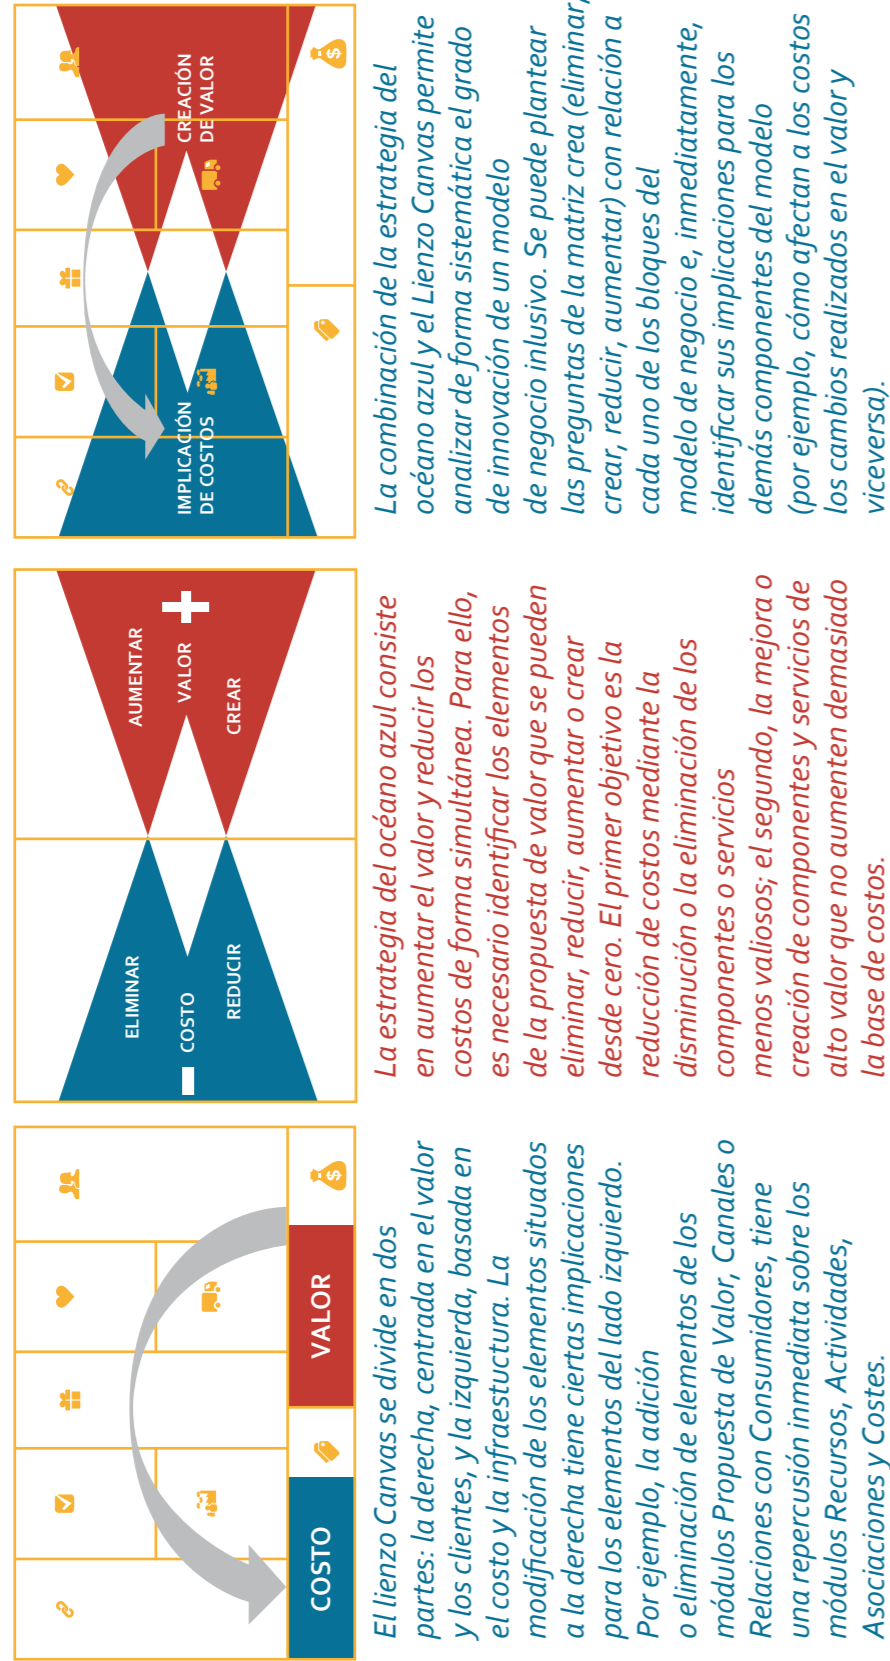 COSTO
VALOR
El lienzo Canvas se divide en dos
partes: la derecha, centrada en el valor
y los clientes, y la izquierda, basada en
el costo y la infraestuctura. La
modificación de los elementos situados
a la derecha tiene ciertas implicaciones
para los elementos del lado izquierdo.
Por ejemplo, la adición
o eliminación de elementos de los
módulos Propuesta de Valor, Canales o
Relaciones con Consumidores, tiene
una repercusión inmediata sobre los
módulos Recursos, Actividades,
Asociaciones y Costes.
ELIMINAR
COSTO
REDUCIR
AUMENTAR
VALOR
CREAR
La estrategia del océano azul consiste
en aumentar el valor y reducir los
costos de forma simultánea. Para ello,
es necesario identificar los elementos
de la propuesta de valor que se pueden
eliminar, reducir, aumentar o crear
desde cero. El primer objetivo es la
reducción de costos mediante la
disminución o la eliminación de los
componentes o servicios
menos valiosos; el segundo, la mejora o
creación de componentes y servicios de
alto valor que no aumenten demasiado
la base de costos.
IMPLICACIÓN
DE COSTOS
CREACIÓN
DE VALOR
La combinación de la estrategia del
océano azul y el Lienzo Canvas permite
analizar de forma sistemática el grado
de innovación de un modelo
de negocio inlusivo. Se puede plantear
las preguntas de la matriz crea (eliminar,
crear, reducir, aumentar) con relación a
cada uno de los bloques del
modelo de negocio e, inmediatamente,
identificar sus implicaciones para los
demás componentes del modelo
(por ejemplo, cómo afectan a los costos
los cambios realizados en el valor y
viceversa).